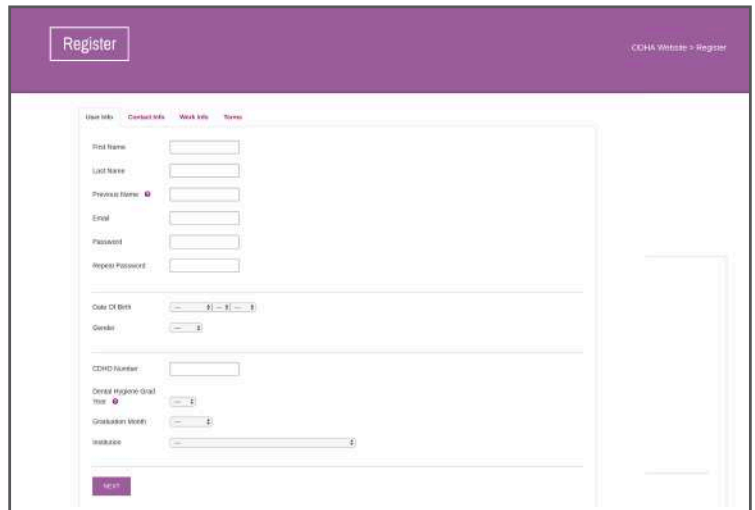 Register
CDHA Website > Register
User Info Contact Info Work Info Terms
First Name
Last Name
Previous Name ?
Email
Password
Repeat Password
Date Of Birth --- --- ---
Gender ---
CDHO Number
Dental Hygiene Grad
Year ? ---
Graduation Month ---
Institution ---
NEXT